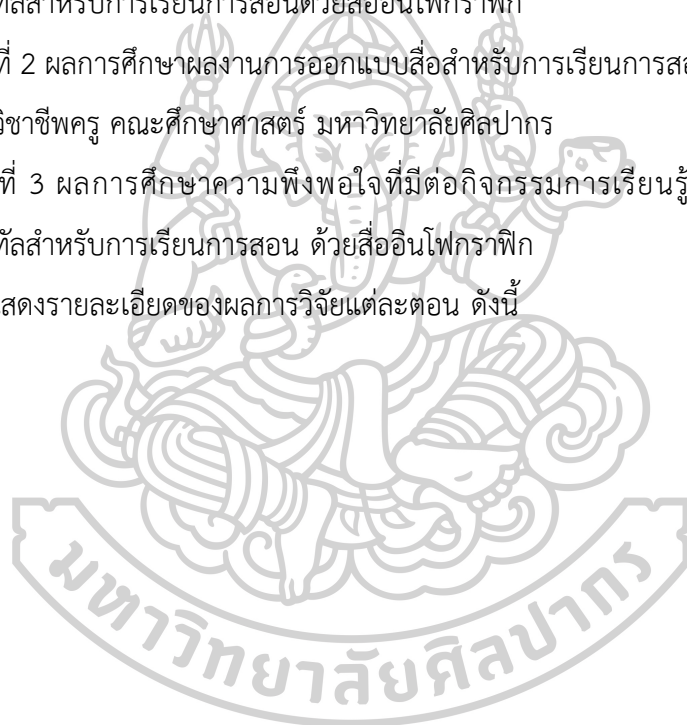 ทัลสำหรับการเรียนการสอนด้วยสื่ออินโฟกราฟิก
ที่ 2 ผลการศึกษาผลงานการออกแบบสื่อสำหรับการเรียนการสอ
วิชาชีพครู คณะศึกษาศาสตร์ มหาวิทยาลัยศิลปากร
ที่ 3 ผลการศึกษาความพึงพอใจที่มีต่อกิจกรรมการเรียนรู้
ทัลสำหรับการเรียนการสอน ด้วยสื่ออินโฟกราฟิก
สดงรายละเอียดของผลการวิจัยแต่ละตอน ดังนี้
มหาวิทยาลัยศิลปากร